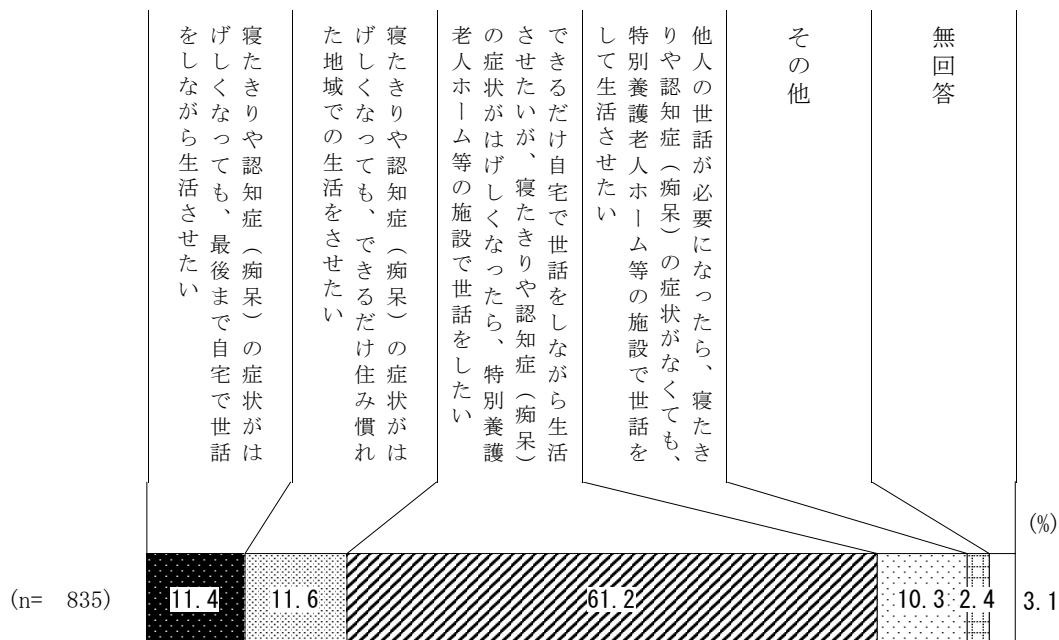 寝たきりや認知症（痴呆）の症状がは
げしくなっても、最後まで自宅で世話
をしながら生活させたい
寝たきりや認知症（痴呆）の症状がは
げしくなっても、できるだけ住み慣れ
た地域での生活をさせたい
できるだけ自宅で世話をしながら生活
させたいが、寝たきりや認知症（痴呆）
の症状がはげしくなったら、特別養護
老人ホーム等の施設で世話をしたい
他人の世話が必要になったら、寝たき
りや認知症（痴呆）の症状がなくても、
特別養護老人ホーム等の施設で世話を
して生活させたい
その他
無回答
(%)
(n= 835)
11.4
11.6
61.2
10.3
2.4
3.1